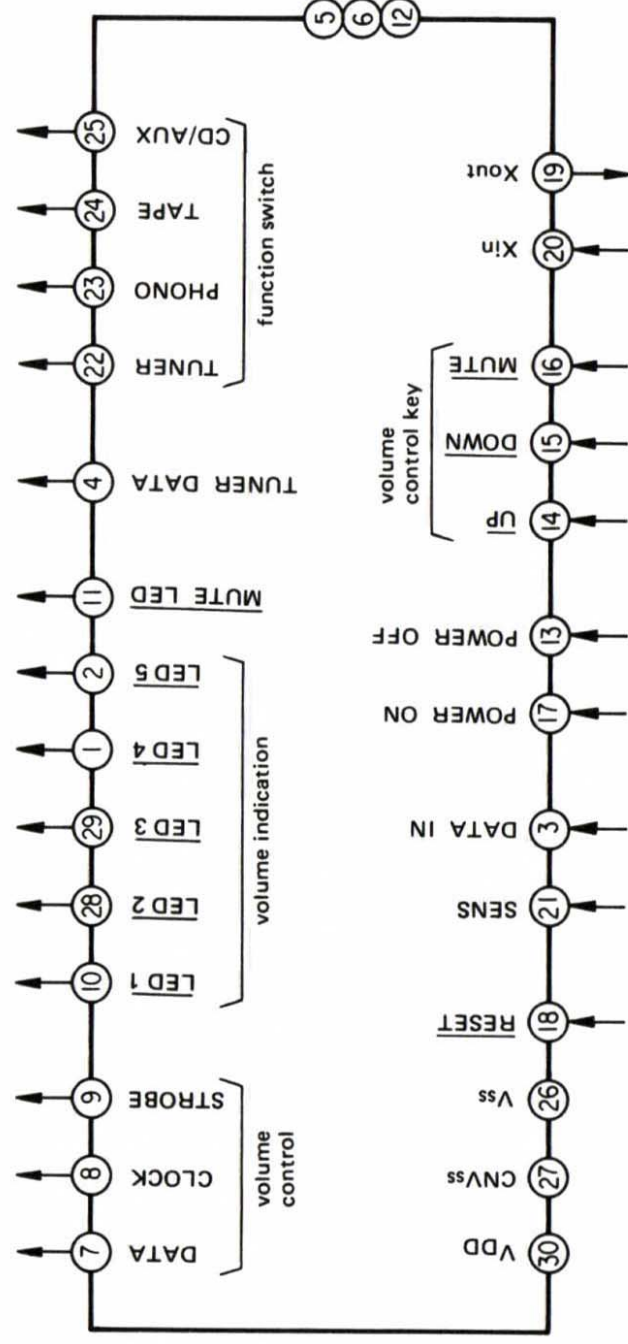 5 6 12
25 CD/AUX
24 TAPE
23 PHONO
22 TUNER
function switch
4 TUNER DATA
11 MUTE LED
2 LED 5
1 LED 4
29 LED 3
28 LED 2
10 LED 1
volume indication
9 STROBE
8 CLOCK
7 DATA
volume
control
19 Xout
20 Xin
16 MUTE
15 DOWN
14 UP
volume
control key
13 POWER OFF
17 POWER ON
3 DATA IN
21 SENS
18 RESET
26 Vss
27 CNVss
30 VDD